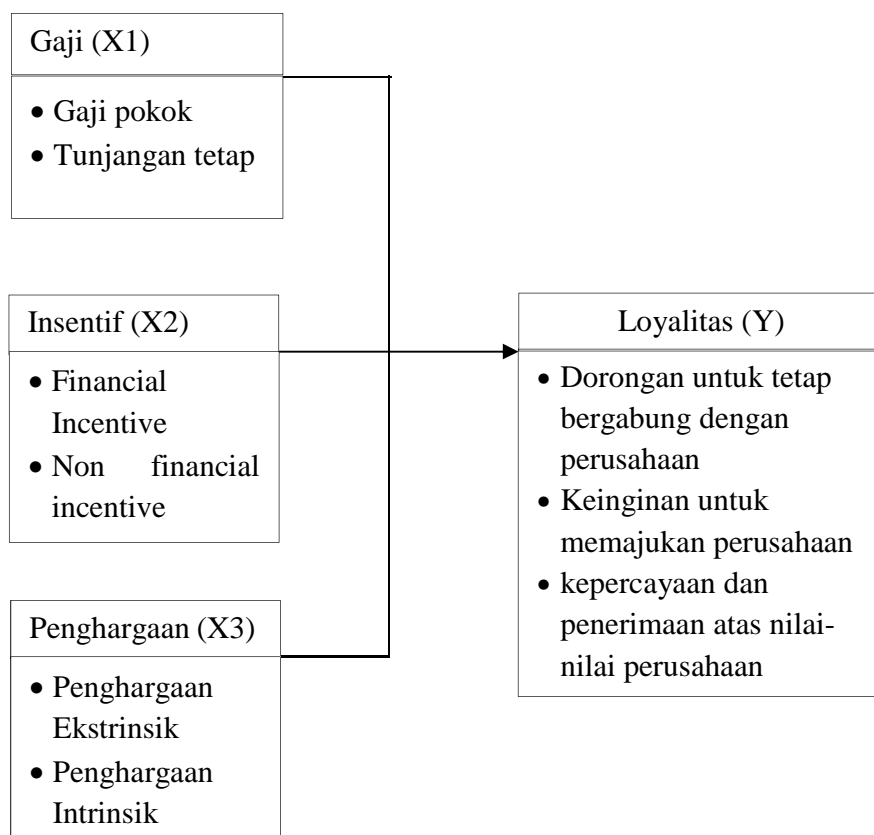 Gaji (X1)
• Gaji pokok
• Tunjangan tetap
Insentif (X2)
• Financial
Incentive
• Non financial
incentive
Penghargaan (X3)
• Penghargaan
Ekstrinsik
• Penghargaan
Intrinsik
Loyalitas (Y)
• Dorongan untuk tetap
bergabung dengan
perusahaan
• Keinginan untuk
memajukan perusahaan
• kepercayaan dan
penerimaan atas nilai-
nilai perusahaan